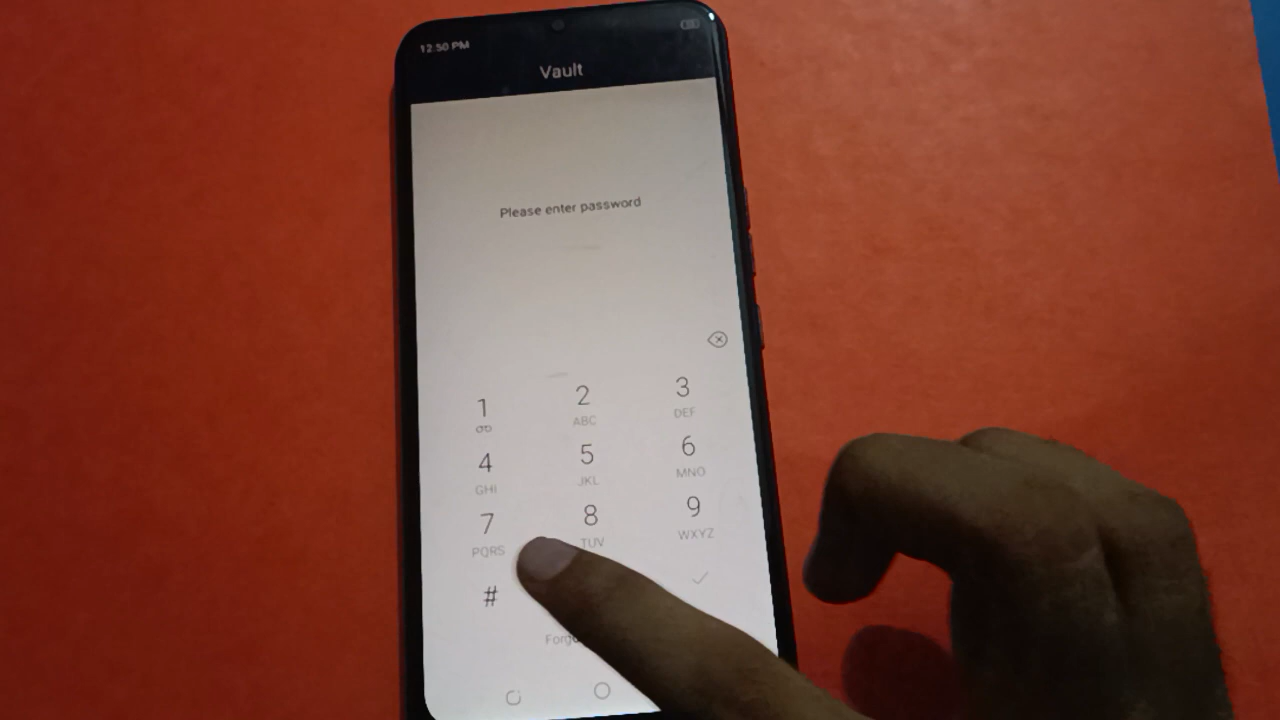 12:50 PM
Vault
Please enter password
1 2 3
ABC DEF
4 5 6
GHI JKL MNO
7 8 9
PQRS TUV WXYZ
#